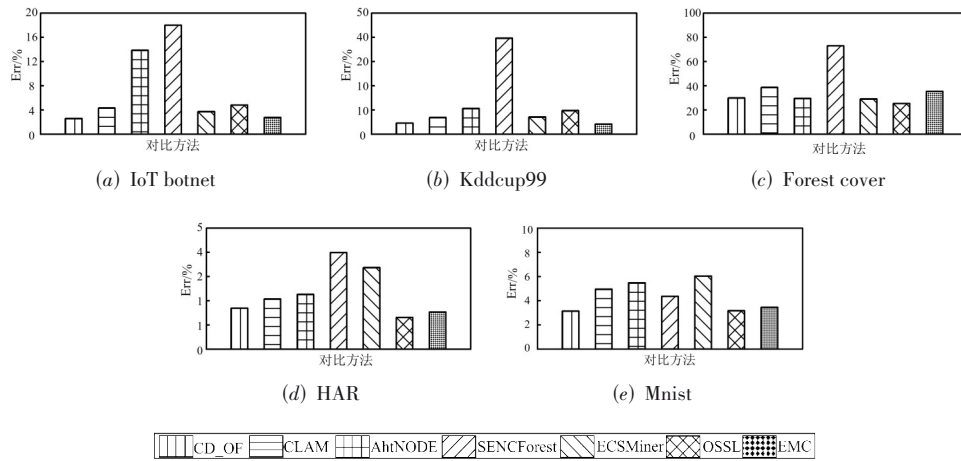 Err/%
20
16
12
8
4
0
对比方法
(a) IoT botnet
Err/%
50
40
30
20
10
0
对比方法
(b) Kddcup99
Err/%
100
80
60
40
20
0
对比方法
(c) Forest cover
Err/%
5
4
2
1
1
0
对比方法
(d) HAR
Err/%
10
8
6
4
2
0
对比方法
(e) Mnist
CD_OF CLAM AhtNODE SENCForest ECSMiner OSSL EMC